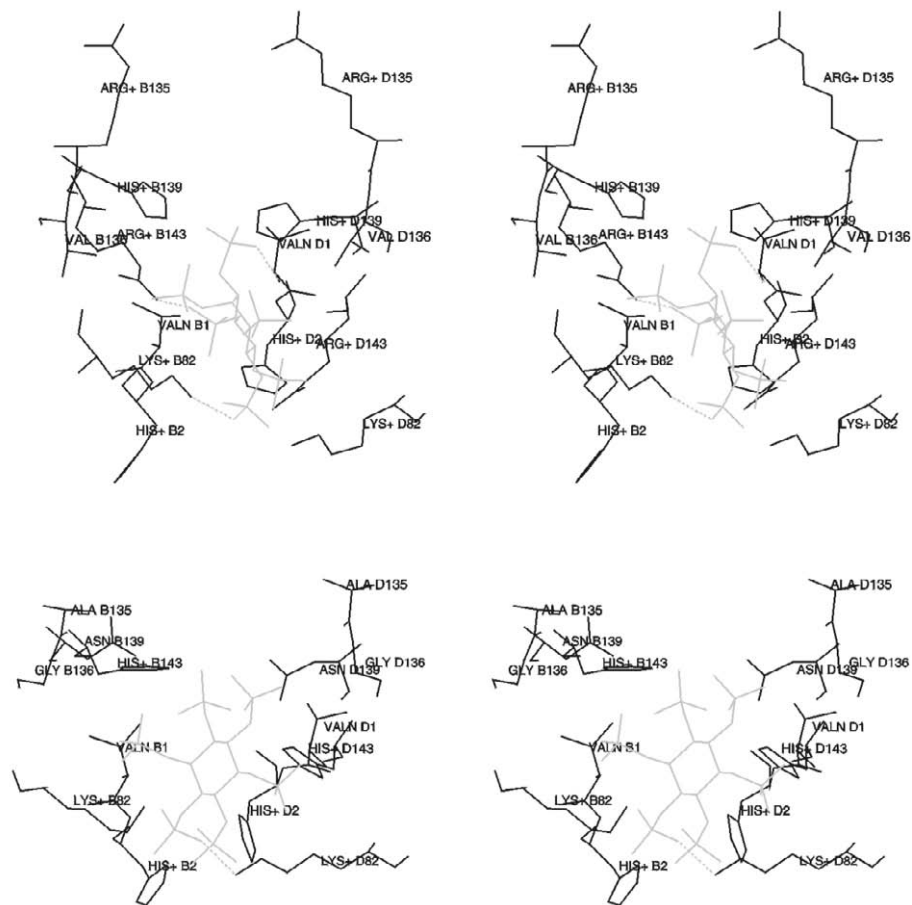 ARG+ B135
ARG+ D135
ARG+ B135
ARG+ D135
HIS+ B139
HIS+ D139
VAL B136
ARG+ B143
VALN D1
VAL D136
HIS+ B139
HIS+ D139
VAL B136
ARG+ B143
VALN D1
VAL D136
VALN B1
HIS+ D2
ARG+ D143
LYS+ B82
VALN B1
HIS+ B2
ARG+ D143
LYS+ B82
HIS+ B2
LYS+ D82
HIS+ B2
LYS+ D82
ALA D135
ALA B135
ASN B139
GLY B136
HIS+ B143
ASN D139
GLY D136
ALA D135
ALA B135
ASN B139
GLY B136
HIS+ B143
ASN D139
GLY D136
VALN D1
VALN B1
HIS+ D143
VALN D1
VALN B1
HIS+ D143
LYS+ B82
HIS+ D2
LYS+ B82
HIS+ D2
HIS+ B2
LYS+ D82
HIS+ B2
LYS+ D82